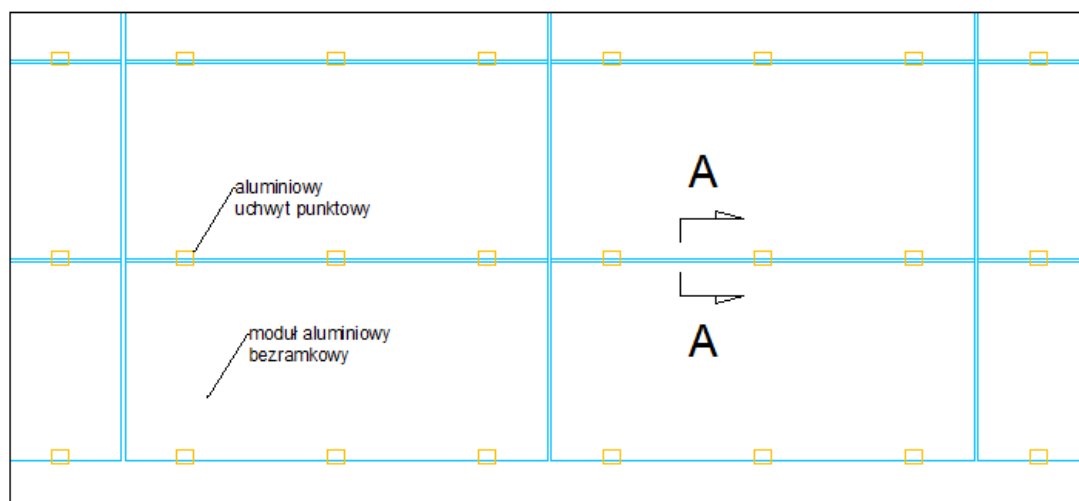 A
aluminiowy
uchwyt punktowy
moduł aluminiowy
bezramkowy
A